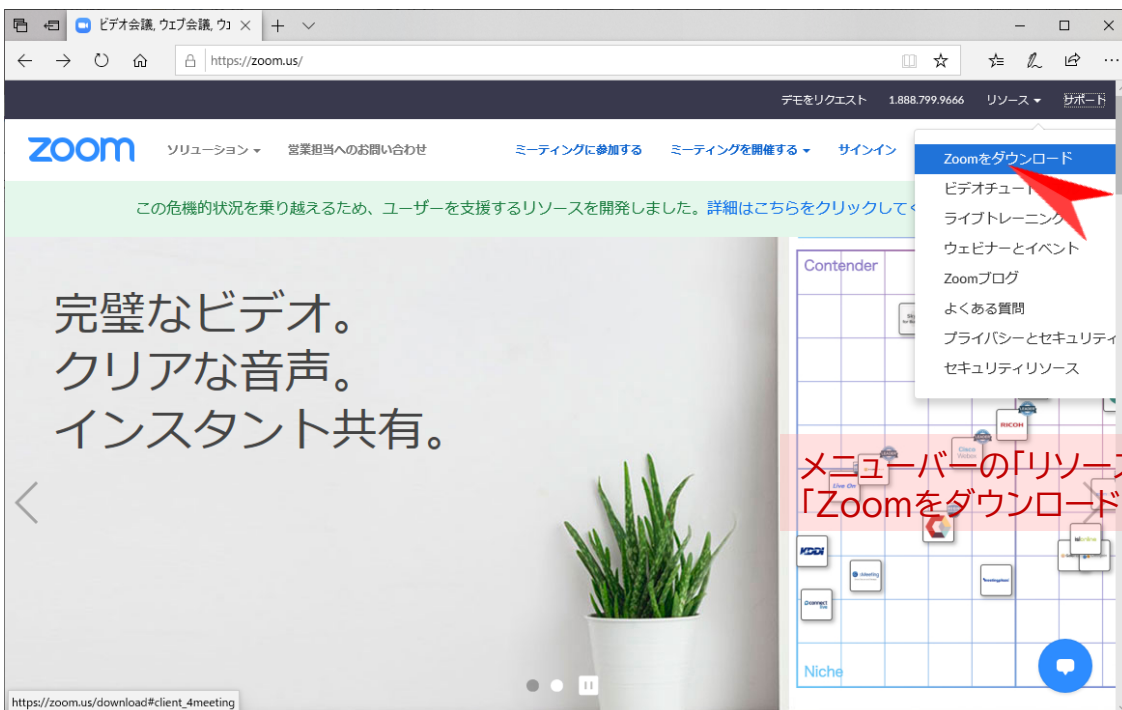 ビデオ会議, ウェブ会議, ウｪ
https://zoom.us/
デモをリクエスト 1.888.799.9666 リソース サポート
zoom ソリューション 営業担当へのお問い合わせ ミーティングに参加する ミーティングを開催する サインイン
この危機的状況を乗り越えるため、ユーザーを支援するリソースを開発しました。詳細はこちらをクリックして
Zoomをダウンロード
ビデオチュート
ライブトレーニング
ウェビナーとイベント
Zoomブログ
よくある質問
プライバシーとセキュリティ
セキュリティリソース
完璧なビデオ。
クリアな音声。
インスタント共有。
Contender
RICOH
Cisco
Webex
メニューバーの「リソース
「Zoomをダウンロード
Live On
KDDI
Niche
https://zoom.us/download#client_4meeting